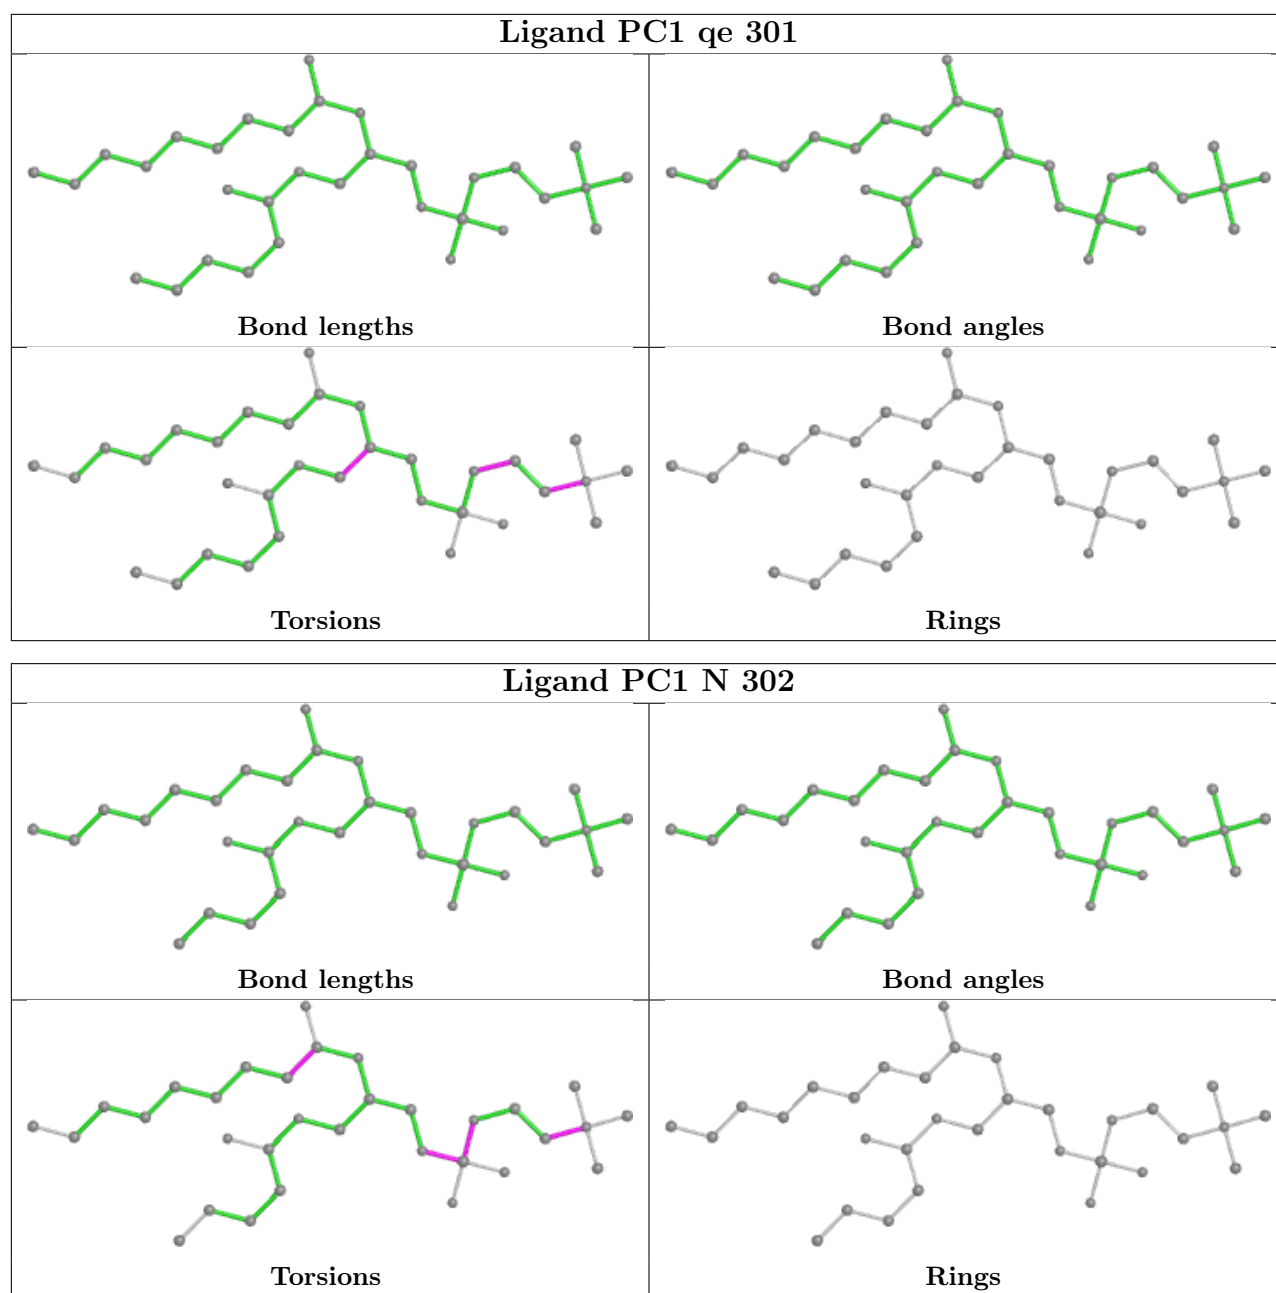 Ligand PC1 qe 301
Bond lengths
Bond angles
Torsions
Rings
Ligand PC1 N 302
Bond lengths
Bond angles
Torsions
Rings